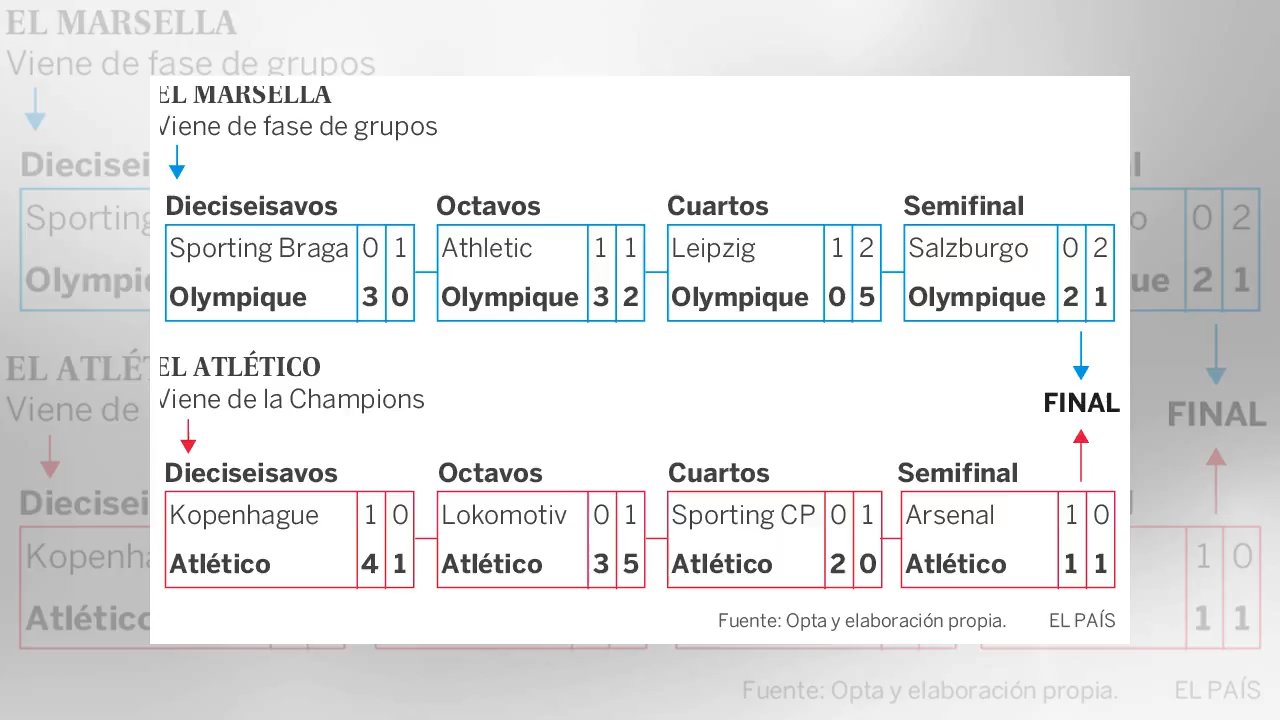 EL MARSELLA
Viene de fase de grupos
Dieciseisavos Octavos Cuartos Semifinal
Sporting Braga 0 1 Athletic 1 1 Leipzig 1 2 Salzburgo 0 2
Olympique 3 0 Olympique 3 2 Olympique 0 5 Olympique 2 1
EL ATLÉTICO
Viene de la Champions
FINAL
Dieciseisavos Octavos Cuartos Semifinal
Kopenhague 1 0 Lokomotiv 0 1 Sporting CP 0 1 Arsenal 1 0
Atlético 4 1 Atlético 3 5 Atlético 2 0 Atlético 1 1
Fuente: Opta y elaboración propia. EL PAÍS